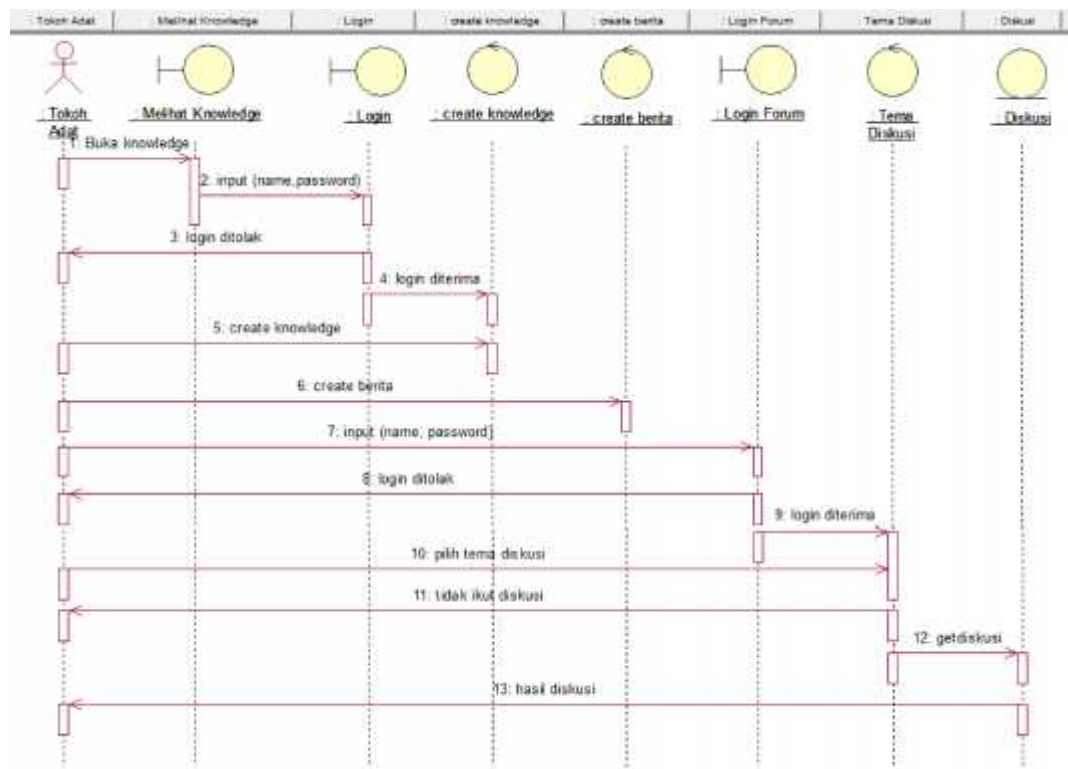 : Tokoh Adat
: Melihat Knowledge
: Login
: create knowledge
: create berita
: Login Forum
: Tema Diskusi
: Diskusi
: Tokoh
Adat
: Melihat Knowledge
: Login
: create knowledge
: create berita
: Login Forum
: Tema
Diskusi
: Diskusi
1: Buka knowledge
2: input (name,password)
3: login ditolak
4: login diterima
5: create knowledge
6: create berita
7: input (name, password)
8: login ditolak
9: login diterima
10: pilih tema diskusi
11: tidak ikut diskusi
12: getdiskusi
13: hasil diskusi